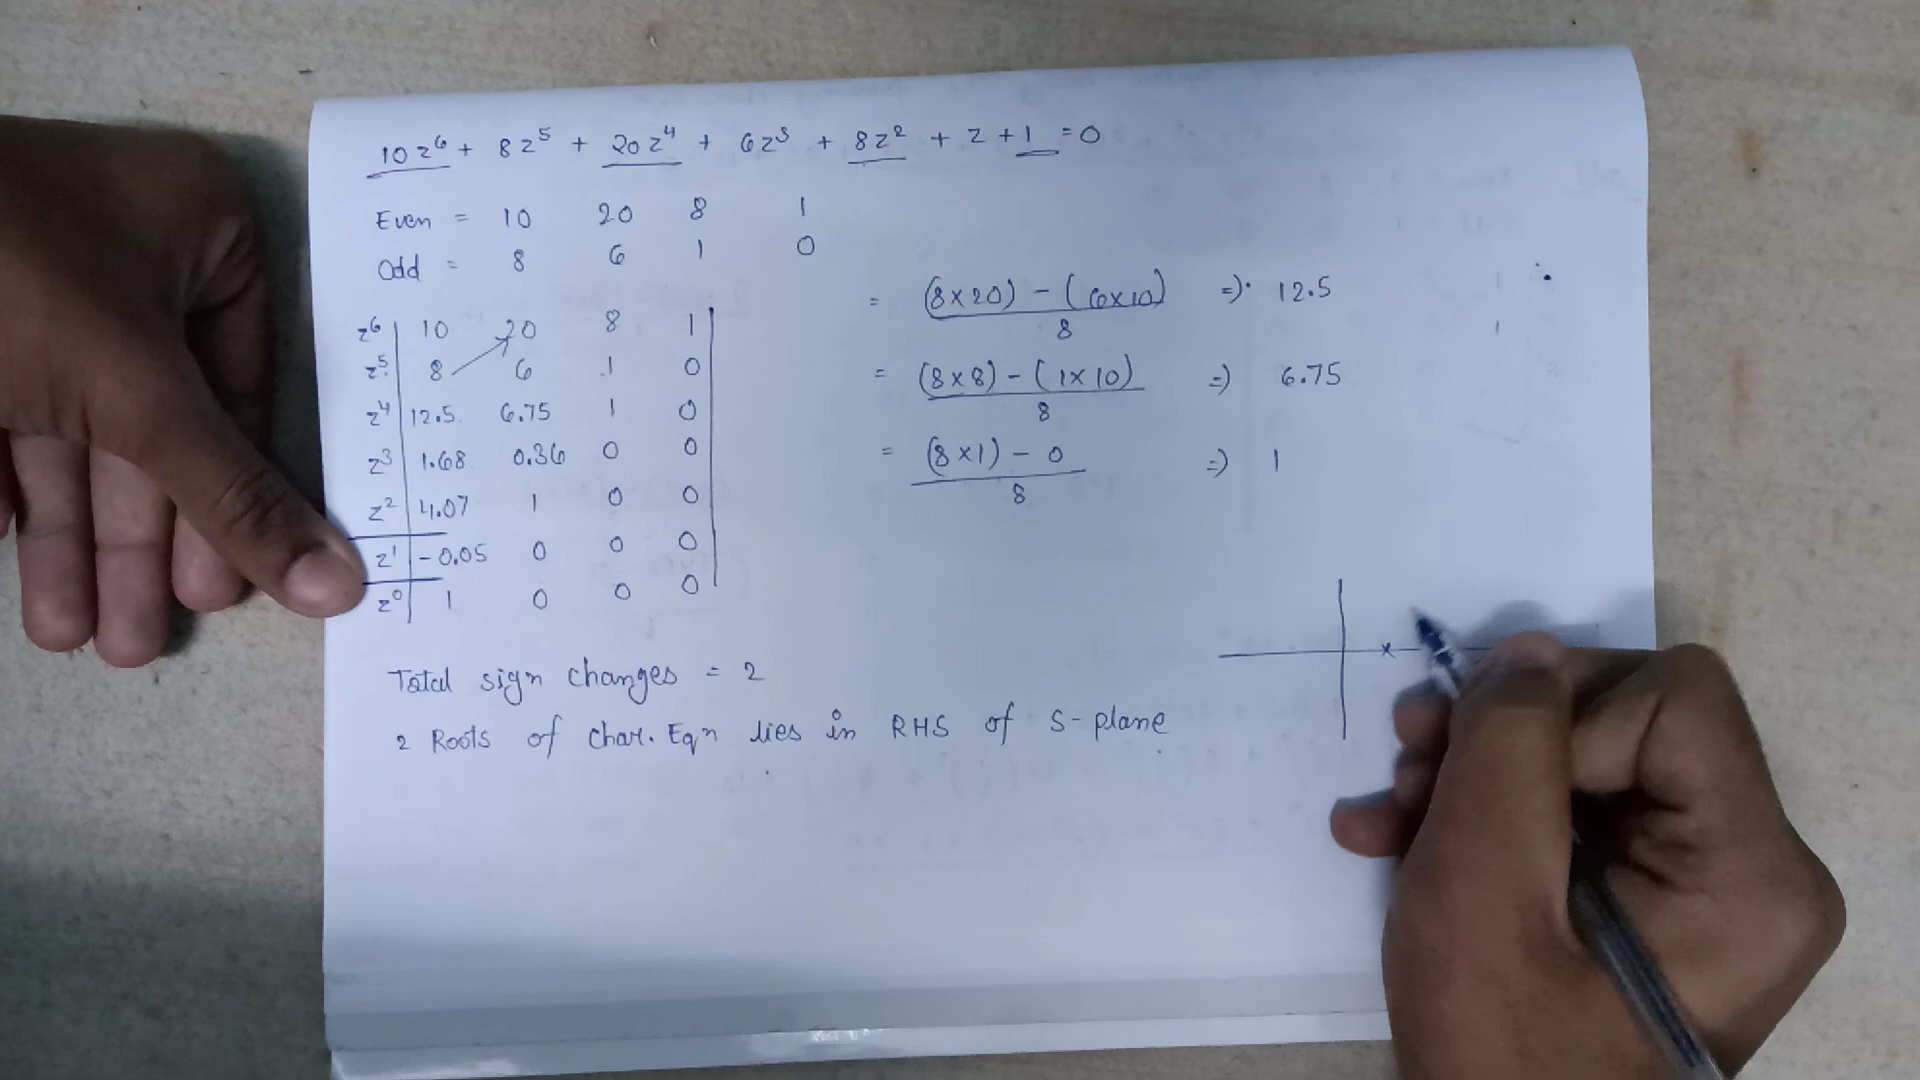 10z⁶ + 8z⁵ + 20z⁴ + 6z³ + 8z² + z + 1 = 0
Even = 10 20 8 1
Odd = 8 6 1 0
z⁶ 10 20 8 1
z⁵ 8 6 1 0
z⁴ 12.5 6.75 1 0
z³ 1.68 0.36 0 0
z² 4.07 1 0 0
z¹ -0.05 0 0 0
z⁰ 1 0 0 0
= (8×20) - (6×10) / 8 => 12.5
= (8×8) - (1×10) / 8 => 6.75
= (8×1) - 0 / 8 => 1
Total sign changes = 2
2 Roots of char. Eqn lies in RHS of S-plane